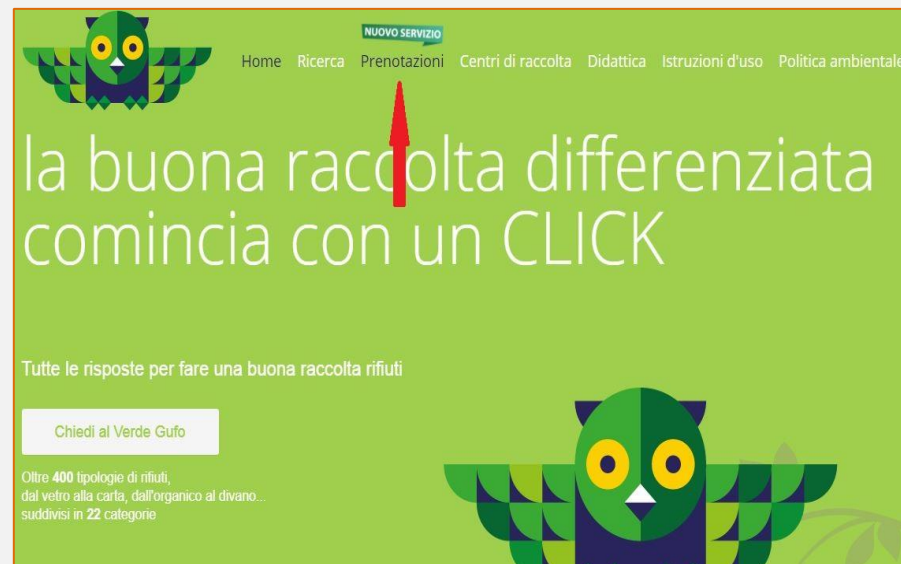 NUOVO SERVIZIO
Home Ricerca Prenotazioni Centri di raccolta Didattica Istruzioni d'uso Politica ambientale
la buona raccolta differenziata
comincia con un CLICK
Tutte le risposte per fare una buona raccolta rifiuti
Chiedi al Verde Gufo
Oltre 400 tipologie di rifiuti,
dal vetro alla carta, dall'organico al divano...
suddivisi in 22 categorie